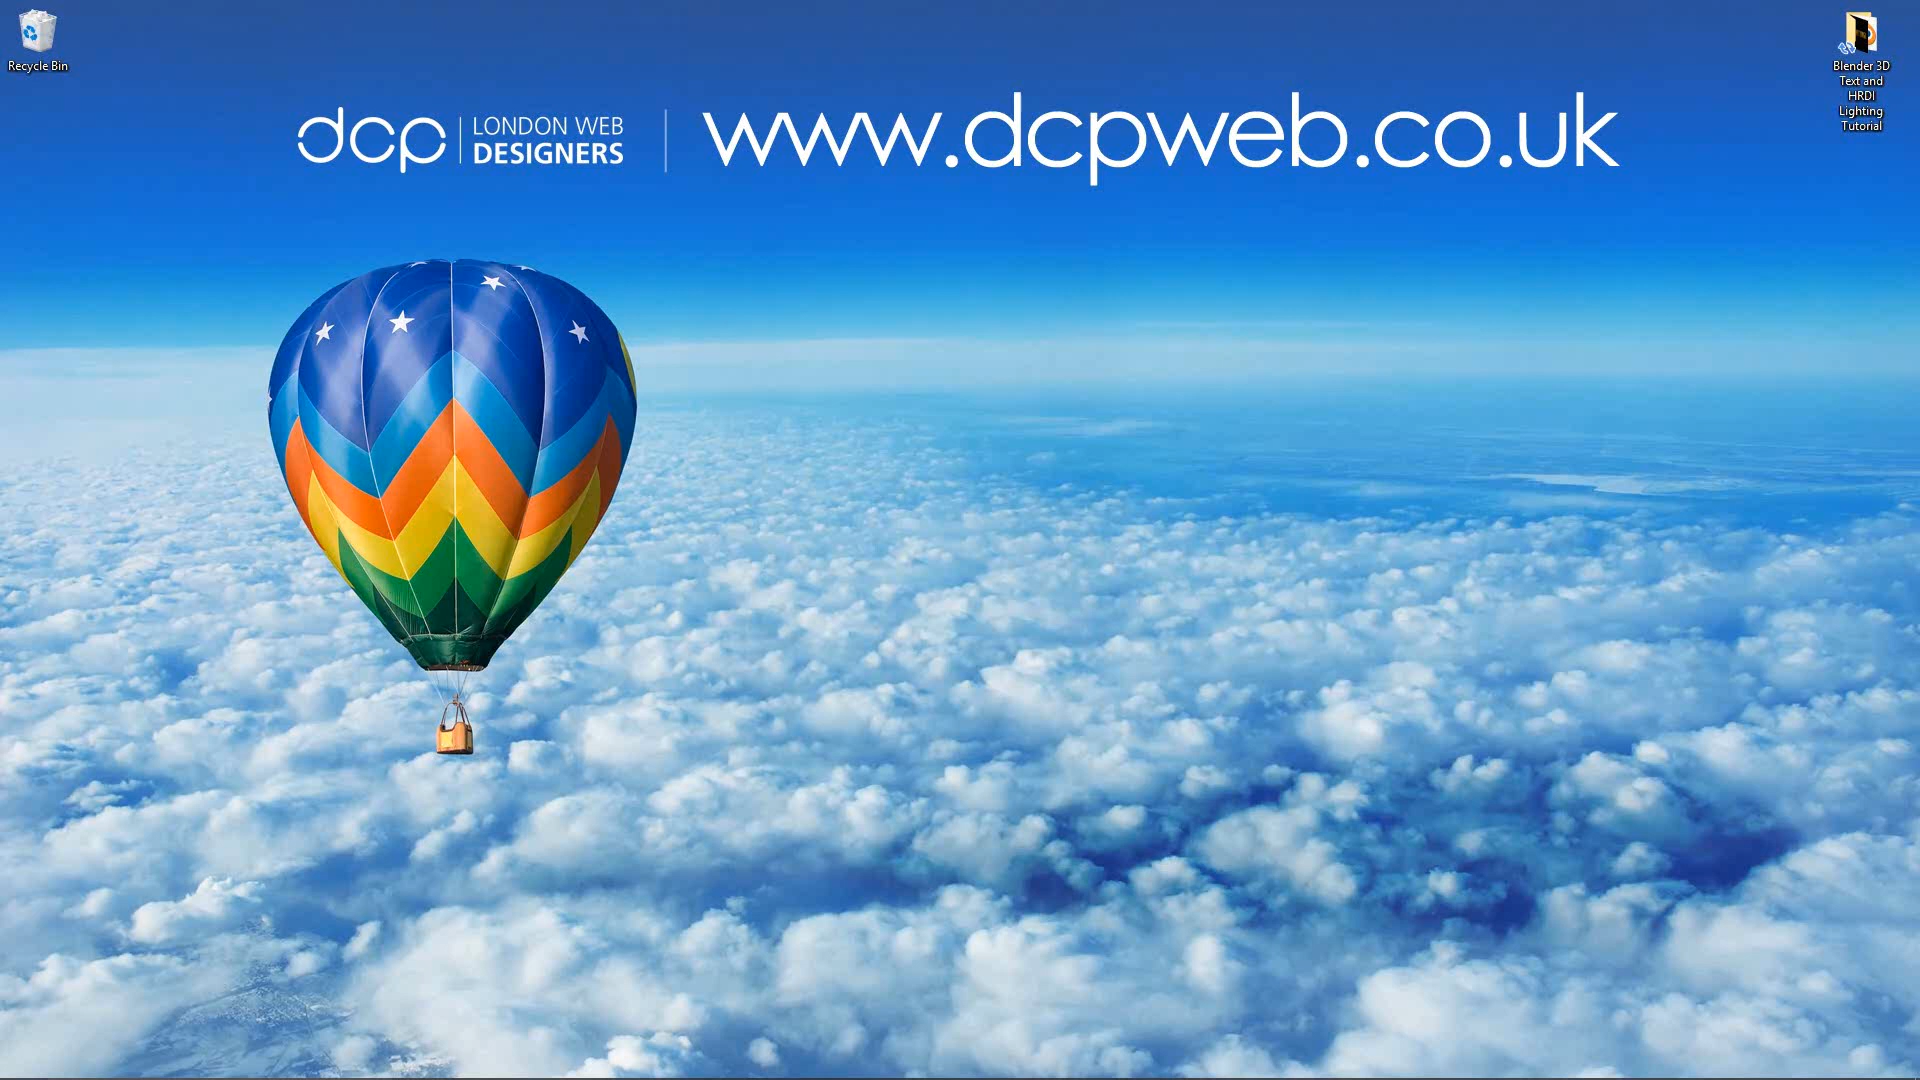 Recycle Bin
dcp LONDON WEB DESIGNERS
www.dcpweb.co.uk
Blender 3D
Text and
HRDI
Lighting
Tutorial